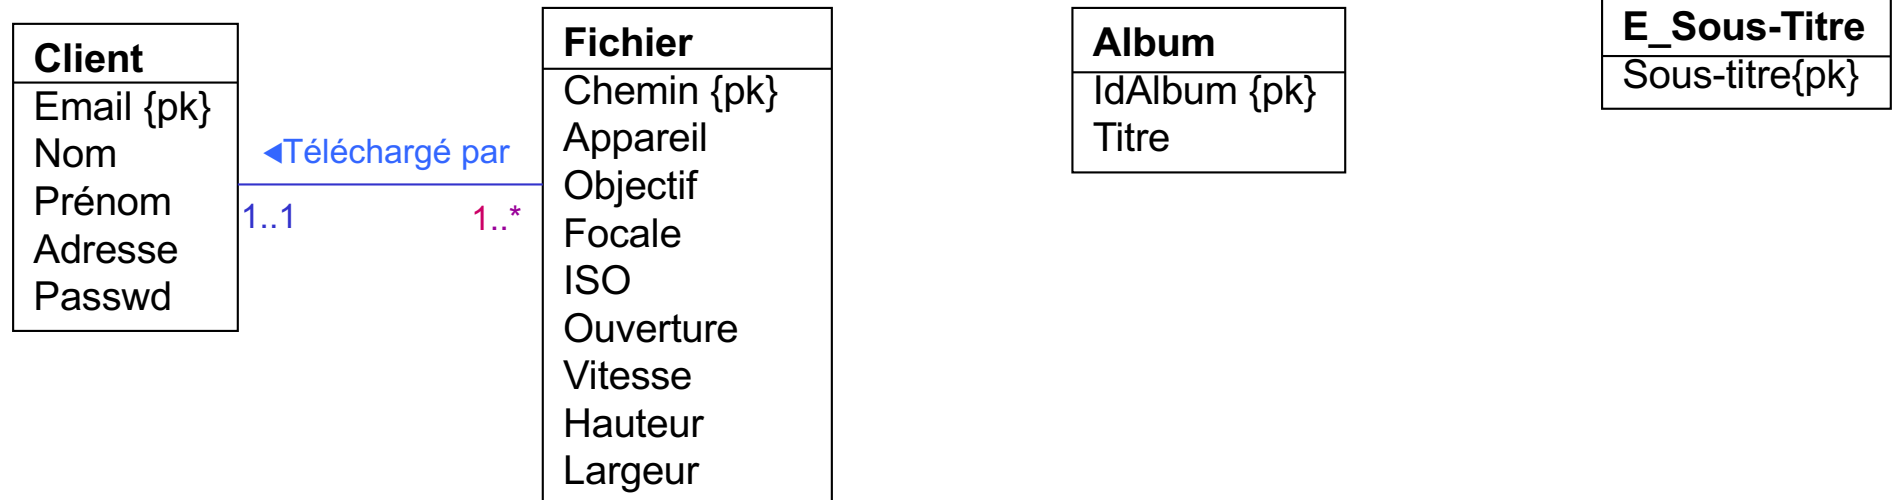 Client
Email {pk}
Nom
Prénom
Adresse
Passwd
◀Téléchargé par
1..1
1..*
Fichier
Chemin {pk}
Appareil
Objectif
Focale
ISO
Ouverture
Vitesse
Hauteur
Largeur
Album
IdAlbum {pk}
Titre
E_Sous-Titre
Sous-titre{pk}